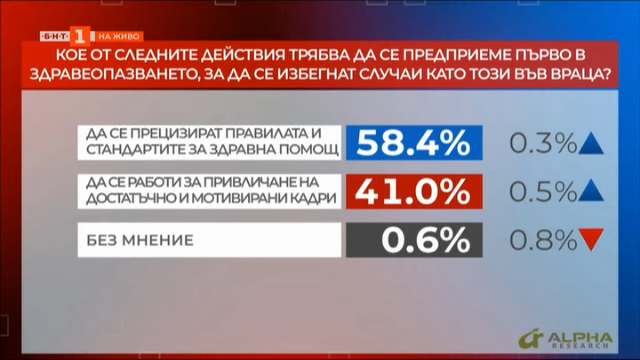 БНТ 1
НА ЖИВО
КОЕ ОТ СЛЕДНИТЕ ДЕЙСТВИЯ ТРЯБВА ДА СЕ ПРЕДПРИЕМЕ ПЪРВО В
ЗДРАВЕОПАЗВАНЕТО, ЗА ДА СЕ ИЗБЕГНАТ СЛУЧАИ КАТО ТОЗИ ВЪВ ВРАЦА?
ДА СЕ ПРЕЦИЗИРАТ ПРАВИЛАТА И
СТАНДАРТИТЕ ЗА ЗДРАВНА ПОМОЩ
58.4%
0.3%
ДА СЕ РАБОТИ ЗА ПРИВЛИЧАНЕ НА
ДОСТАТЪЧНО И МОТИВИРАНИ КАДРИ
41.0%
0.5%
БЕЗ МНЕНИЕ
0.6%
0.8%
ALPHA
RESEARCH